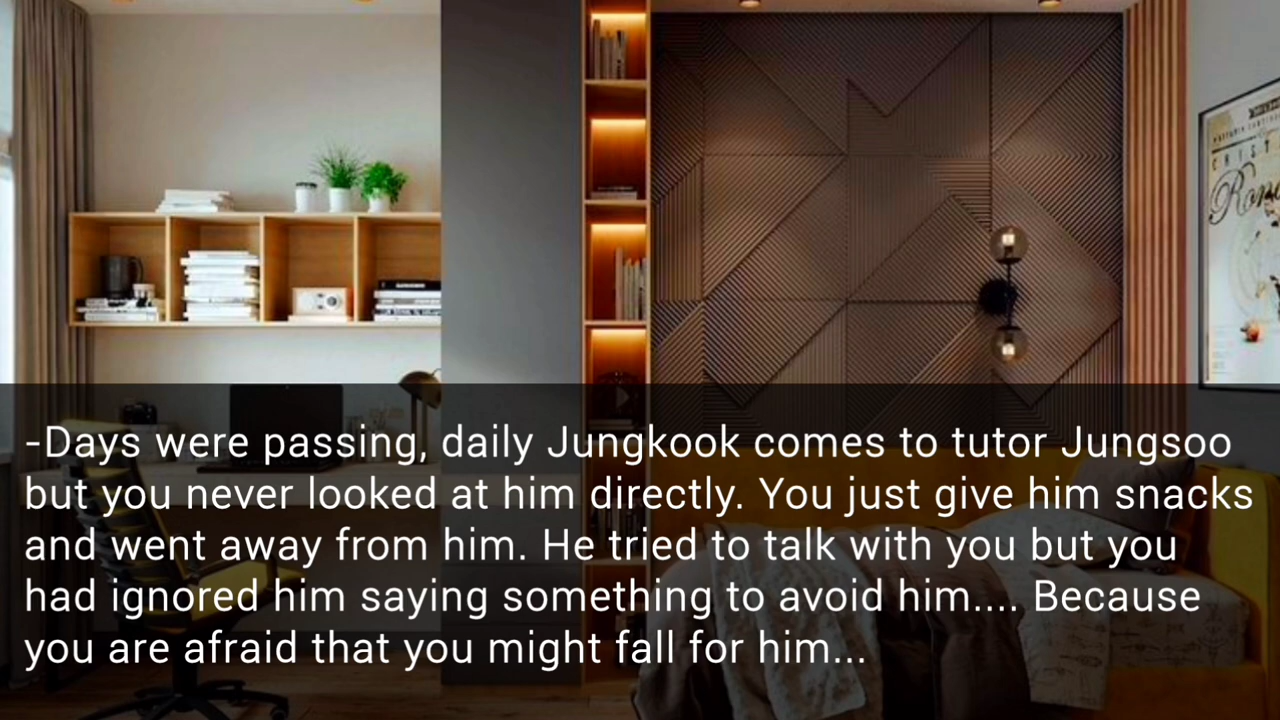 -Days were passing, daily Jungkook comes to tutor Jungsoo
but you never looked at him directly. You just give him snacks
and went away from him. He tried to talk with you but you
had ignored him saying something to avoid him.... Because
you are afraid that you might fall for him...